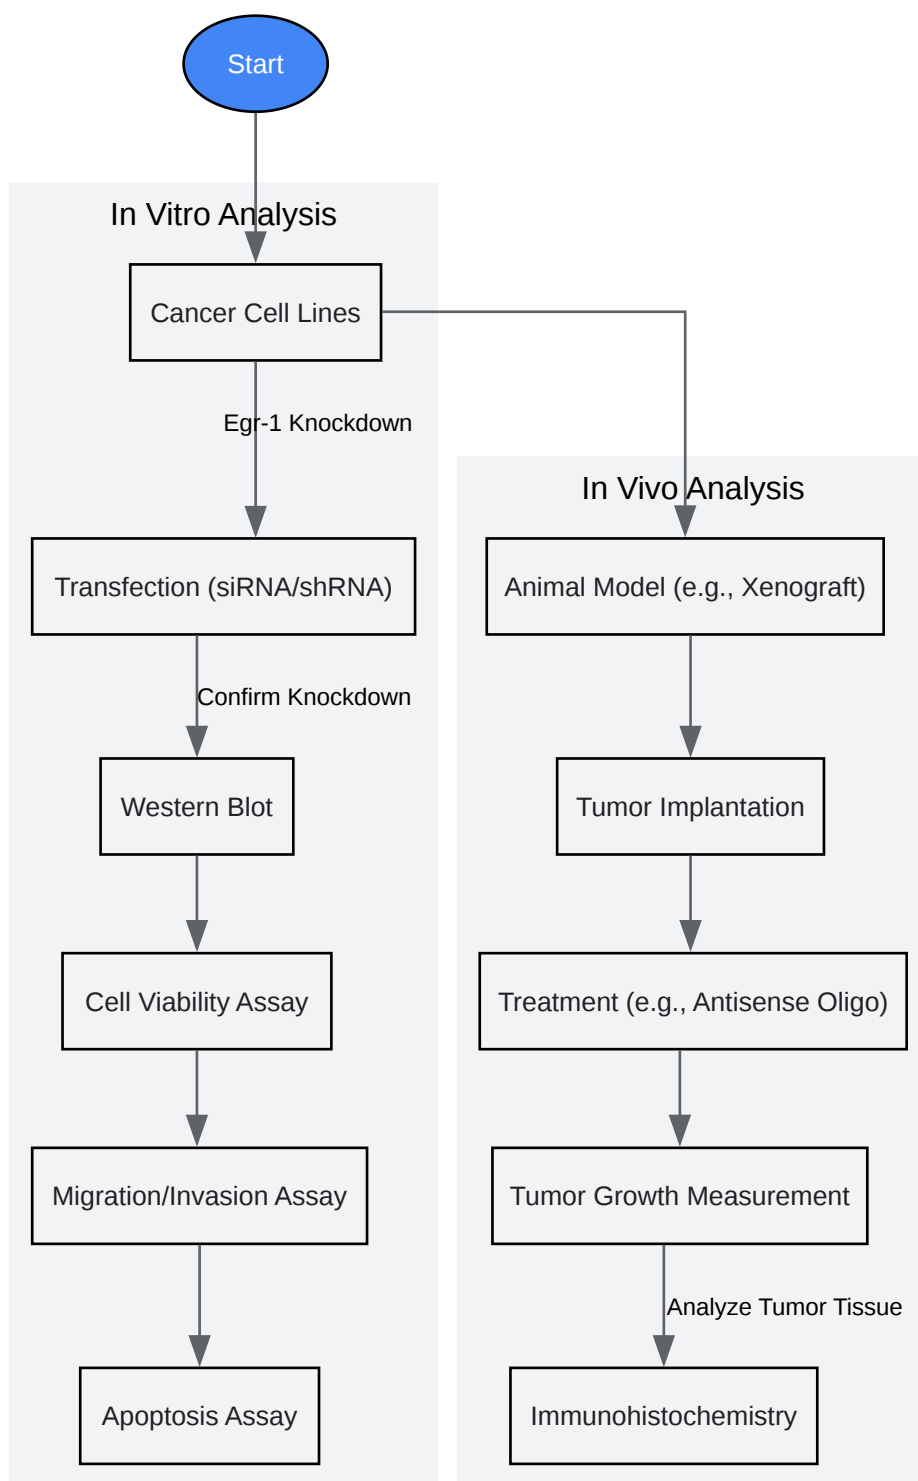 Start
In Vitro Analysis
Cancer Cell Lines
Egr-1 Knockdown
Transfection (siRNA/shRNA)
Confirm Knockdown
Western Blot
Cell Viability Assay
Migration/Invasion Assay
Apoptosis Assay
In Vivo Analysis
Animal Model (e.g., Xenograft)
Tumor Implantation
Treatment (e.g., Antisense Oligo)
Tumor Growth Measurement
Analyze Tumor Tissue
Immunohistochemistry